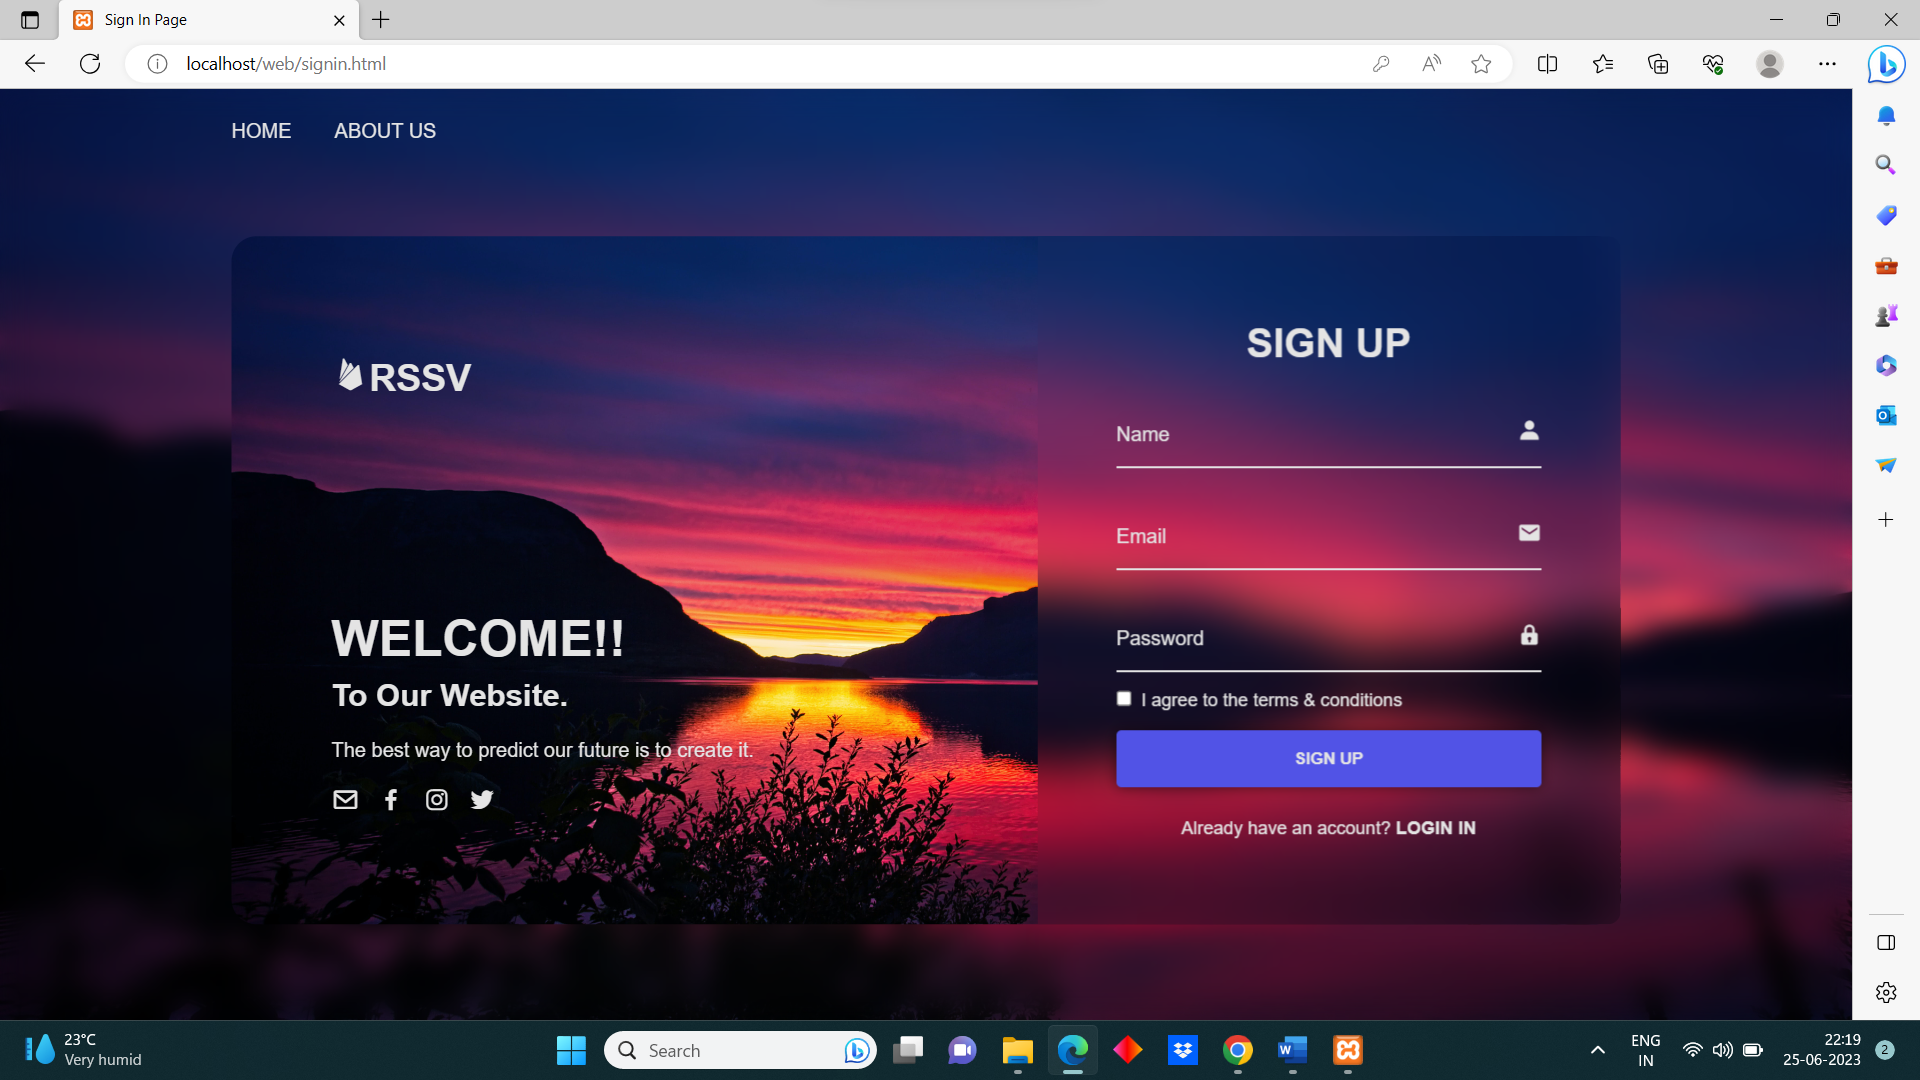 Sign In Page
localhost/web/signin.html
HOME ABOUT US
RSSV
WELCOME!!
To Our Website.
The best way to predict our future is to create it.
SIGN UP
Name
Email
Password
I agree to the terms & conditions
SIGN UP
Already have an account? LOGIN IN
23°C
Very humid
Search
ENG
IN
22:19
25-06-2023
2